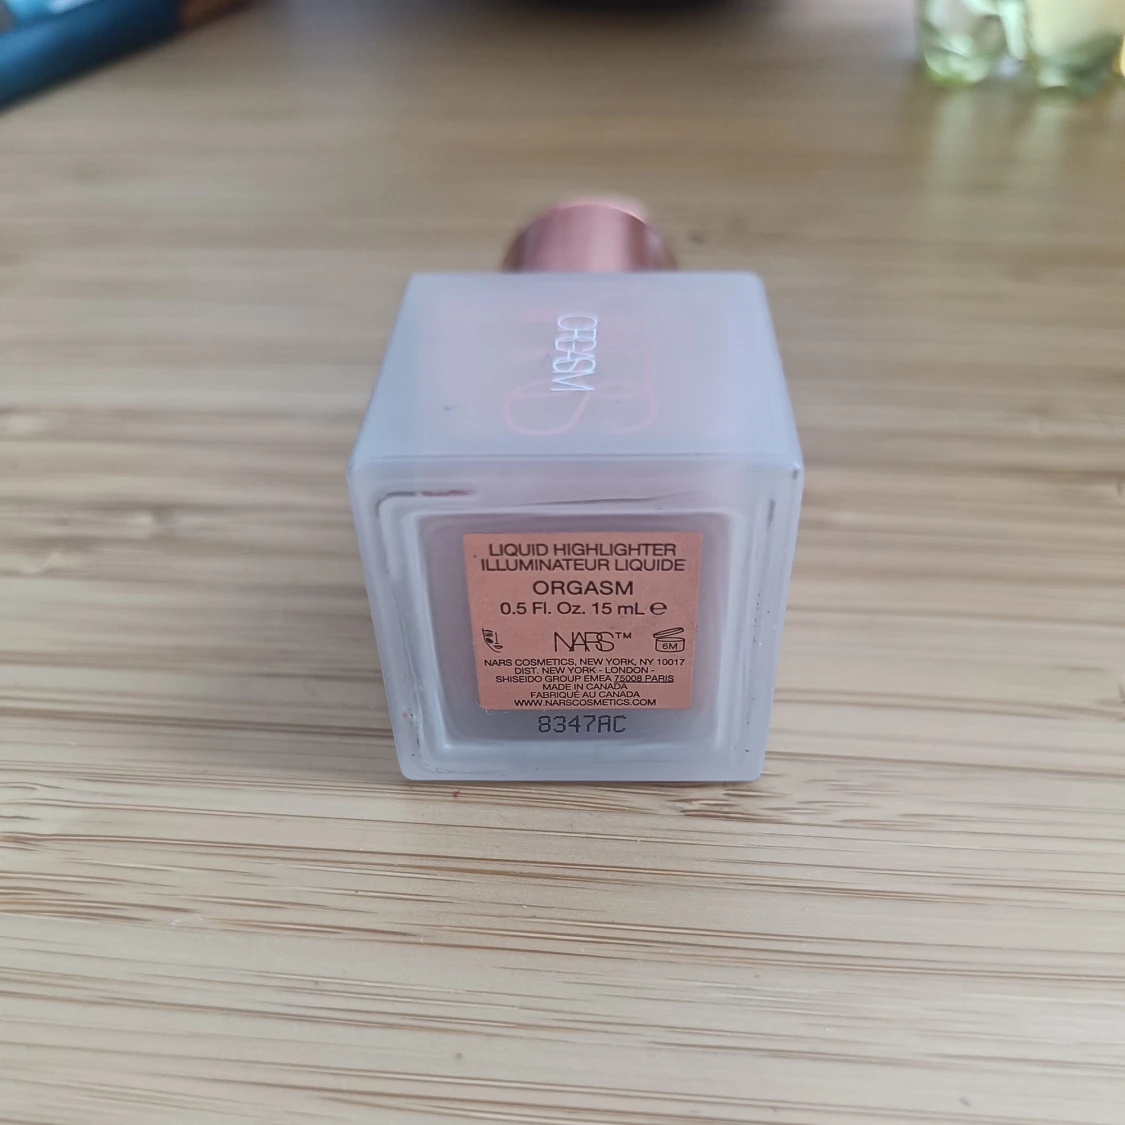 ORGASM
LIQUID HIGHLIGHTER
ILLUMINATEUR LIQUIDE
ORGASM
0.5 Fl. Oz. 15 mL ℮
NARS™
6M
NARS COSMETICS, NEW YORK, NY 10017
DIST. NEW YORK - LONDON -
SHISEIDO GROUP EMEA 75008 PARIS
MADE IN CANADA
FABRIQUÉ AU CANADA
WWW.NARSCOSMETICS.COM
8347AC